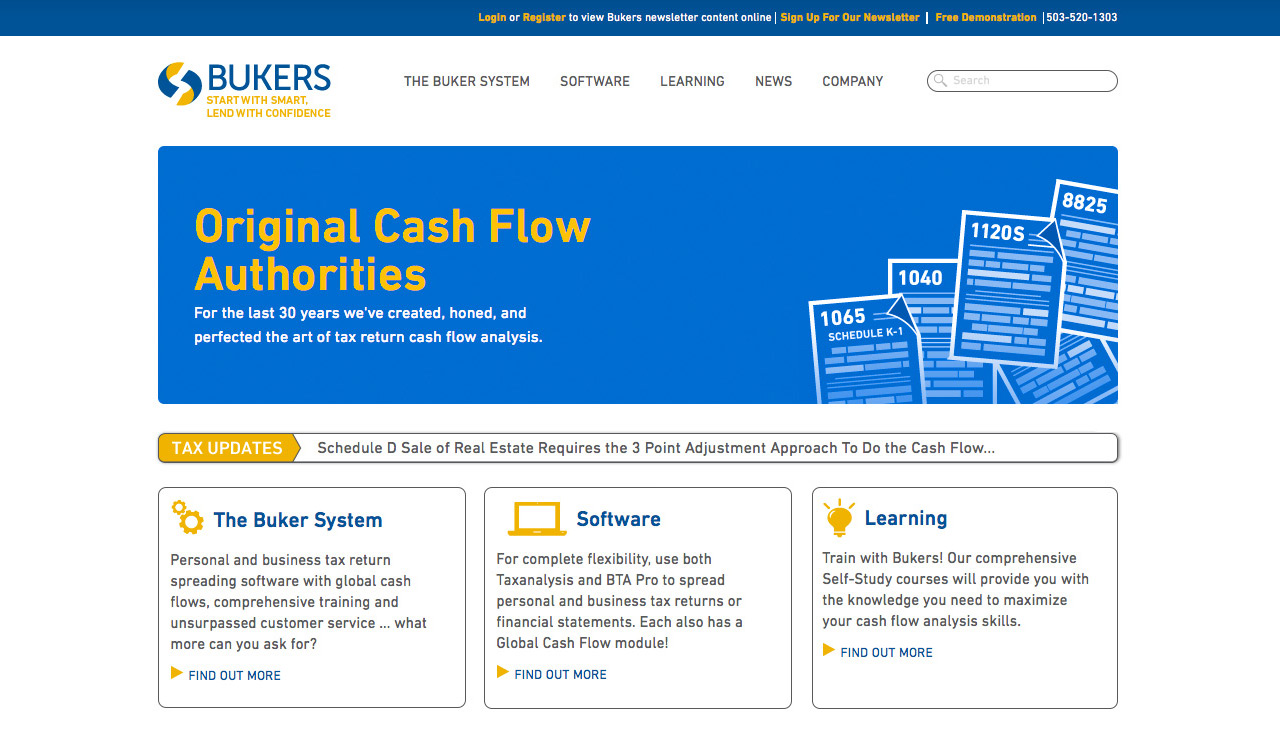 Login or Register to view Bukers newsletter content online | Sign Up For Our Newsletter | Free Demonstration | 503-520-1303
BUKERS
START WITH SMART,
LEND WITH CONFIDENCE
THE BUKER SYSTEM SOFTWARE LEARNING NEWS COMPANY
Search
Original Cash Flow
Authorities
For the last 30 years we've created, honed, and
perfected the art of tax return cash flow analysis.
8825
1120S
1040
1065
SCHEDULE K-1
TAX UPDATES
Schedule D Sale of Real Estate Requires the 3 Point Adjustment Approach To Do the Cash Flow...
The Buker System
Personal and business tax return
spreading software with global cash
flows, comprehensive training and
unsurpassed customer service ... what
more can you ask for?
FIND OUT MORE
Software
For complete flexibility, use both
Taxanalysis and BTA Pro to spread
personal and business tax returns or
financial statements. Each also has a
Global Cash Flow module!
FIND OUT MORE
Learning
Train with Bukers! Our comprehensive
Self-Study courses will provide you with
the knowledge you need to maximize
your cash flow analysis skills.
FIND OUT MORE